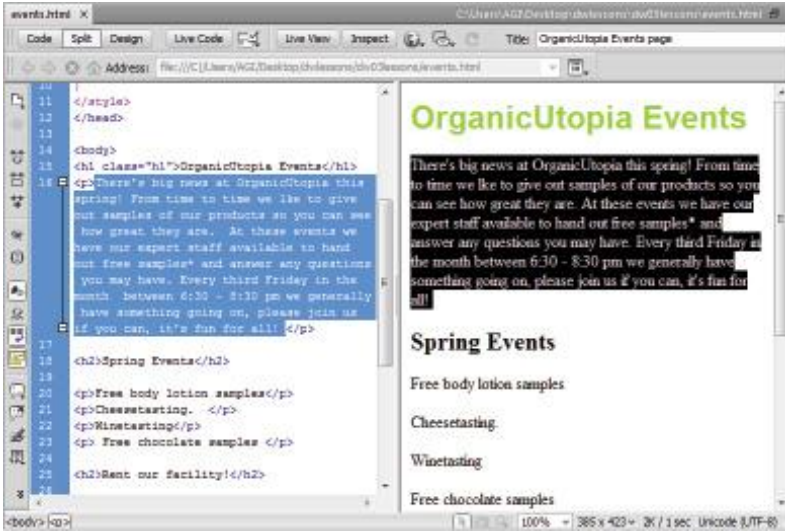 events.html × C:\Users\AGI\Desktop\dwlessons\dw03lessons\events.html
Code Split Design Live Code Live View Inspect Title: OrganicUtopia Events page
Address: file:///C|/Users/AGI/Desktop/dwlessons/dw03lessons/events.html
10
11 </style>
12 </head>
13
14 <body>
15 <h1 class="h1">OrganicUtopia Events</h1>
16 <p>There's big news at OrganicUtopia this
spring! From time to time we lke to give
out samples of our products so you can see
how great they are. At these events we
have our expert staff available to hand
out free samples* and answer any questions
you may have. Every third Friday in the
month between 6:30 - 8:30 pm we generally
have something going on, please join us
if you can, it's fun for all! </p>
17
18 <h2>Spring Events</h2>
19
20 <p>Free body lotion samples</p>
21 <p>Cheesetasting. </p>
22 <p>Winetasting</p>
23 <p> Free chocolate samples </p>
24
25 <h2>Rent our facility!</h2>
26
OrganicUtopia Events
There's big news at OrganicUtopia this spring! From time
to time we lke to give out samples of our products so you
can see how great they are. At these events we have our
expert staff available to hand out free samples* and
answer any questions you may have. Every third Friday in
the month between 6:30 - 8:30 pm we generally have
something going on, please join us if you can, it's fun for
all!
Spring Events
Free body lotion samples
Cheesetasting.
Winetasting
Free chocolate samples
<body> <p> 100% 385 x 423 2K / 1 sec Unicode (UTF-8)